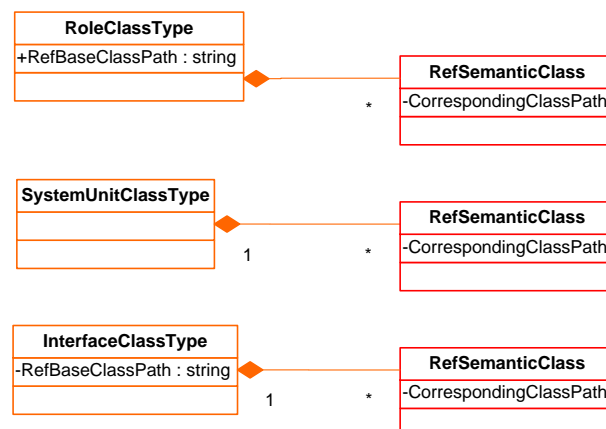 RoleClassType
+RefBaseClassPath : string
RefSemanticClass
-CorrespondingClassPath
*
SystemUnitClassType
RefSemanticClass
-CorrespondingClassPath
1 *
InterfaceClassType
-RefBaseClassPath : string
RefSemanticClass
-CorrespondingClassPath
1 *